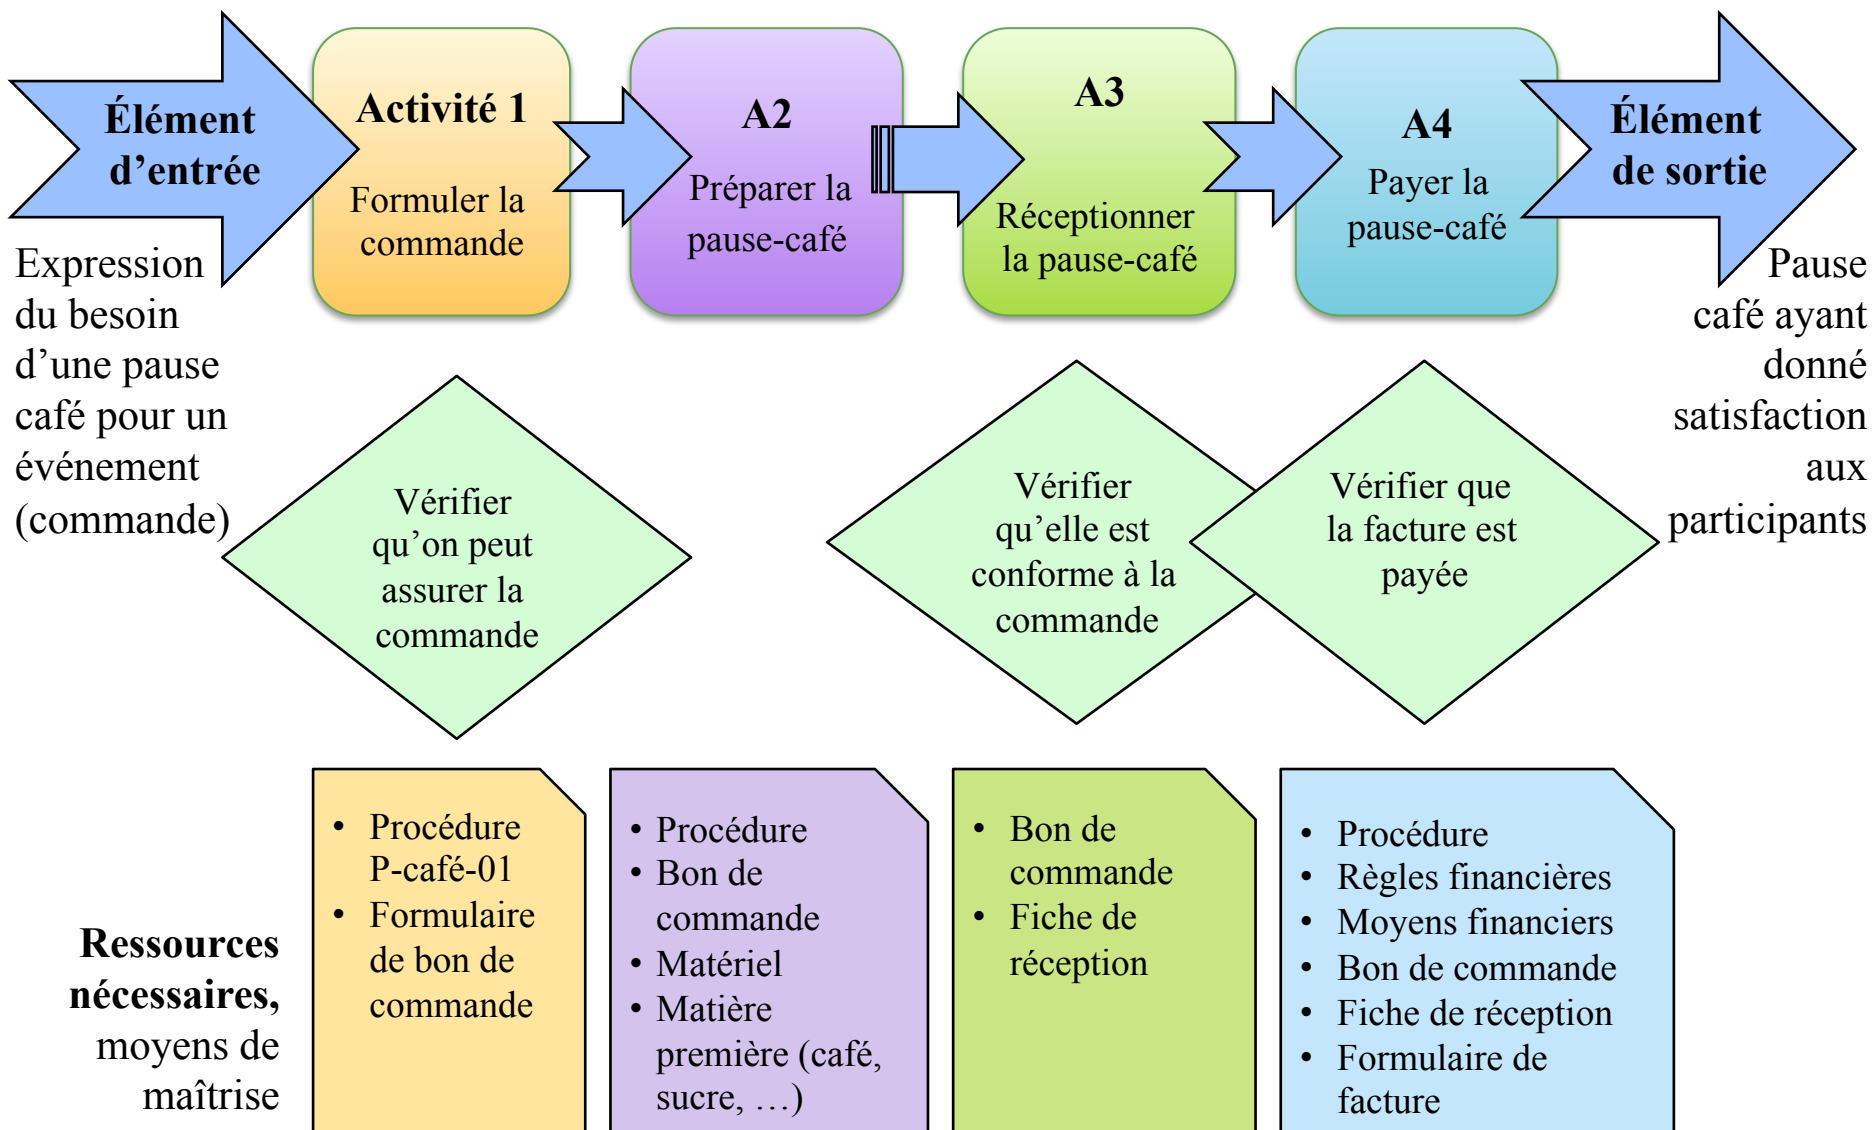 Élément
d’entrée
Expression
du besoin
d’une pause
café pour un
événement
(commande)
Activité 1
Formuler la
commande
A2
Préparer la
pause-café
A3
Réceptionner
la pause-café
A4
Payer la
pause-café
Élément
de sortie
Pause
café ayant
donné
satisfaction
aux
participants
Vérifier
qu’on peut
assurer la
commande
Vérifier
qu’elle est
conforme à la
commande
Vérifier que
la facture est
payée
Ressources
nécessaires,
moyens de
maîtrise
• Procédure
P-café-01
• Formulaire
de bon de
commande
• Procédure
• Bon de
commande
• Matériel
• Matière
première (café,
sucre, …)
• Bon de
commande
• Fiche de
réception
• Procédure
• Règles financières
• Moyens financiers
• Bon de commande
• Fiche de réception
• Formulaire de
facture